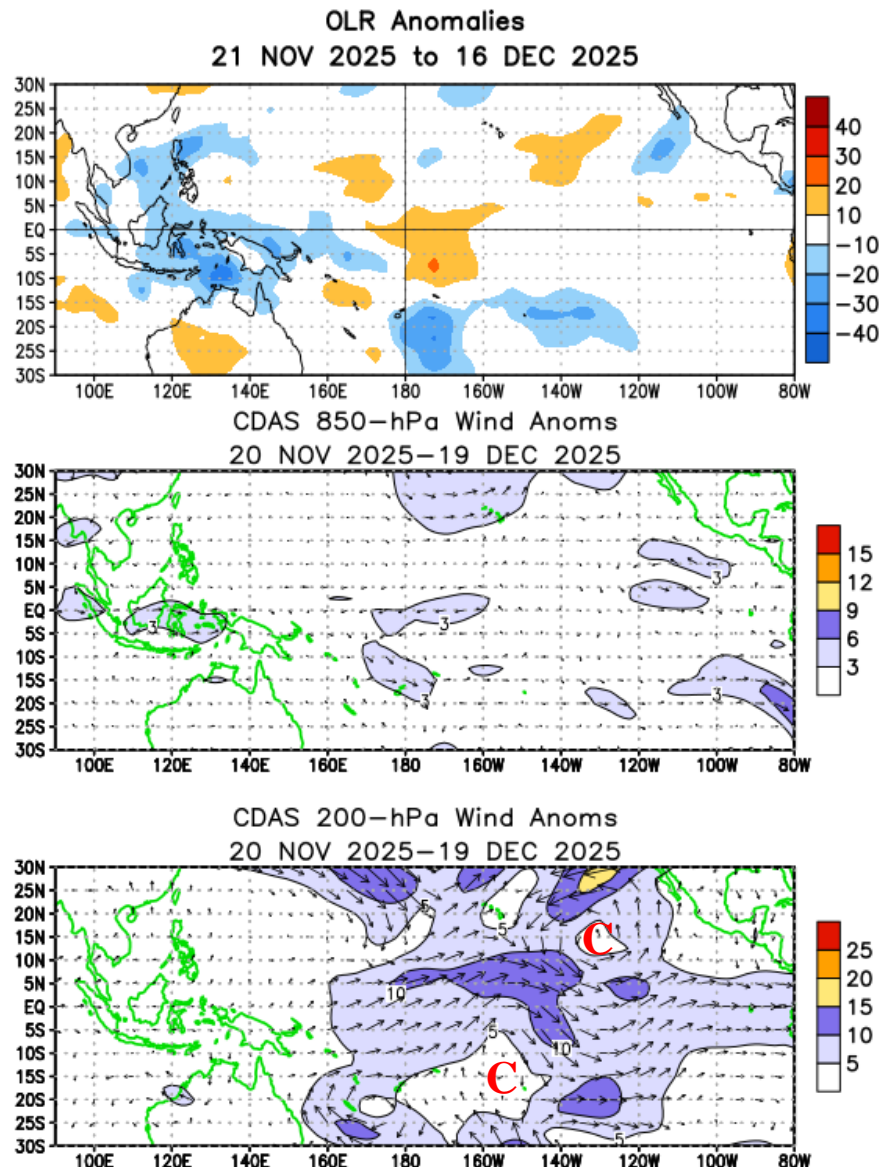 OLR Anomalies
21 NOV 2025 to 16 DEC 2025
30N
25N
20N
15N
10N
5N
EQ
5S
10S
15S
20S
25S
30S
100E 120E 140E 160E 180 160W 140W 120W 100W 80W
40
30
20
10
-10
-20
-30
-40
CDAS 850-hPa Wind Anoms
20 NOV 2025-19 DEC 2025
30N
25N
20N
15N
10N
5N
EQ
5S
10S
15S
20S
25S
30S
3
3
3
3
3
100E 120E 140E 160E 180 160W 140W 120W 100W 80W
15
12
9
6
3
CDAS 200-hPa Wind Anoms
20 NOV 2025-19 DEC 2025
30N
25N
20N
15N
10N
5N
EQ
5S
10S
15S
20S
25S
30S
5
5
C
10
5
10
C
5
100E 120E 140E 160E 180 160W 140W 120W 100W 80W
25
20
15
10
5